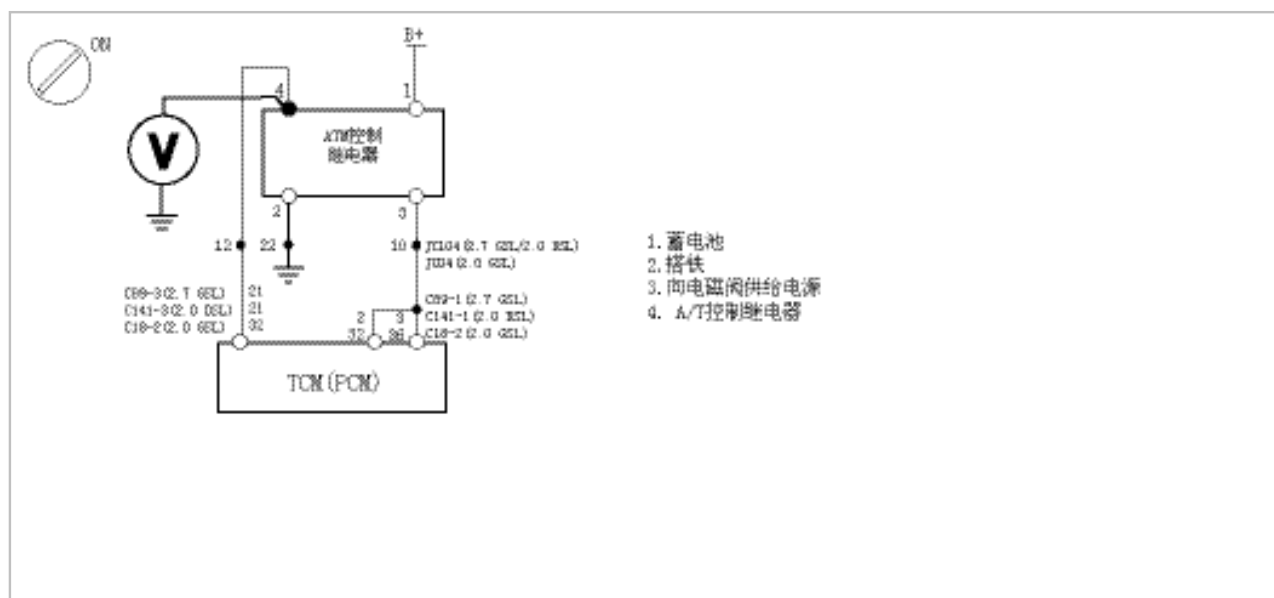 ON
B+
4
1
ATM控制
继电器
V
2
3
12
22
10
JC104(2.7 GSL/2.0 DSL)
JC04(2.0 GSL)
C89-3(2.7 GSL) 21
C141-3(2.0 DSL) 21
C18-2(2.0 GSL) 32
2 3 C89-1(2.7 GSL)
C141-1(2.0 DSL)
52 36 C18-2(2.0 GSL)
TCM(PCM)
1.蓄电池
2.搭铁
3.向电磁阀供给电源
4. A/T控制继电器